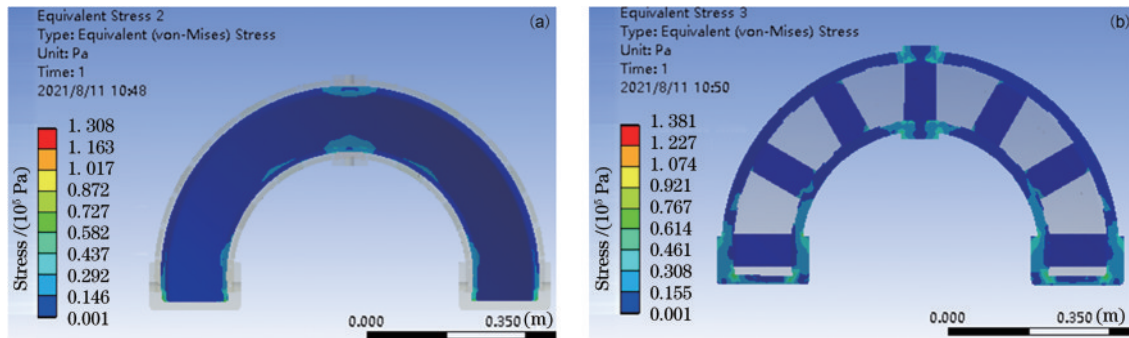 Equivalent Stress 2
(a)
Type: Equivalent (von-Mises) Stress
Unit: Pa
Time: 1
2021/8/11 10:48
Stress /(10⁵ Pa)
1. 308
1. 163
1. 017
0. 872
0. 727
0. 582
0. 437
0. 292
0. 146
0. 001
0.000
0.350 (m)
Equivalent Stress 3
(b)
Type: Equivalent (von-Mises) Stress
Unit: Pa
Time: 1
2021/8/11 10:50
Stress /(10⁵ Pa)
1. 381
1. 227
1. 074
0. 921
0. 767
0. 614
0. 461
0. 308
0. 155
0. 001
0.000
0.350 (m)